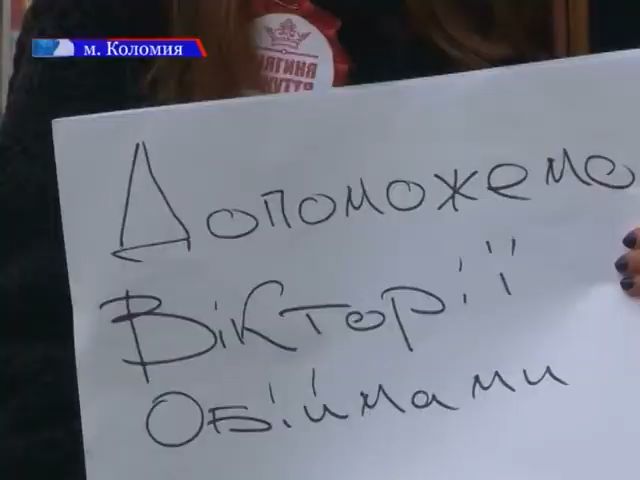 м. Коломия
Допоможемо
Вікторії
Обіймами